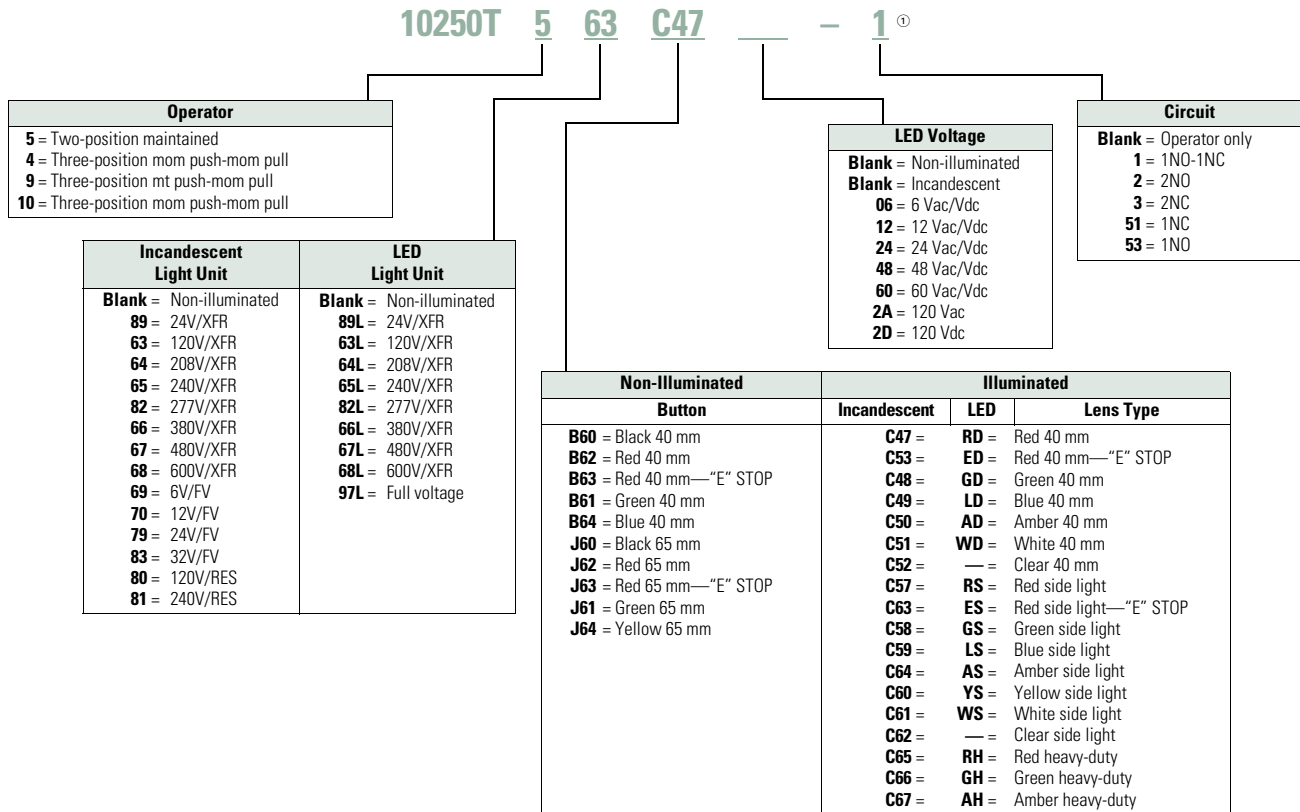 10250T 5 63 C47 ___ – 1 ①
Operator
5 = Two-position maintained
4 = Three-position mom push-mom pull
9 = Three-position mt push-mom pull
10 = Three-position mom push-mom pull
Incandescent Light Unit
Blank = Non-illuminated
89 = 24V/XFR
63 = 120V/XFR
64 = 208V/XFR
65 = 240V/XFR
82 = 277V/XFR
66 = 380V/XFR
67 = 480V/XFR
68 = 600V/XFR
69 = 6V/FV
70 = 12V/FV
79 = 24V/FV
83 = 32V/FV
80 = 120V/RES
81 = 240V/RES
LED Light Unit
Blank = Non-illuminated
89L = 24V/XFR
63L = 120V/XFR
64L = 208V/XFR
65L = 240V/XFR
82L = 277V/XFR
66L = 380V/XFR
67L = 480V/XFR
68L = 600V/XFR
97L = Full voltage
LED Voltage
Blank = Non-illuminated
Blank = Incandescent
06 = 6 Vac/Vdc
12 = 12 Vac/Vdc
24 = 24 Vac/Vdc
48 = 48 Vac/Vdc
60 = 60 Vac/Vdc
2A = 120 Vac
2D = 120 Vdc
Circuit
Blank = Operator only
1 = 1NO-1NC
2 = 2NO
3 = 2NC
51 = 1NC
53 = 1NO
Non-Illuminated
Button
B60 = Black 40 mm
B62 = Red 40 mm
B63 = Red 40 mm—“E” STOP
B61 = Green 40 mm
B64 = Blue 40 mm
J60 = Black 65 mm
J62 = Red 65 mm
J63 = Red 65 mm—“E” STOP
J61 = Green 65 mm
J64 = Yellow 65 mm
Illuminated
Incandescent LED Lens Type
C47 = RD = Red 40 mm
C53 = ED = Red 40 mm—“E” STOP
C48 = GD = Green 40 mm
C49 = LD = Blue 40 mm
C50 = AD = Amber 40 mm
C51 = WD = White 40 mm
C52 = — = Clear 40 mm
C57 = RS = Red side light
C63 = ES = Red side light—“E” STOP
C58 = GS = Green side light
C59 = LS = Blue side light
C64 = AS = Amber side light
C60 = YS = Yellow side light
C61 = WS = White side light
C62 = — = Clear side light
C65 = RH = Red heavy-duty
C66 = GH = Green heavy-duty
C67 = AH = Amber heavy-duty